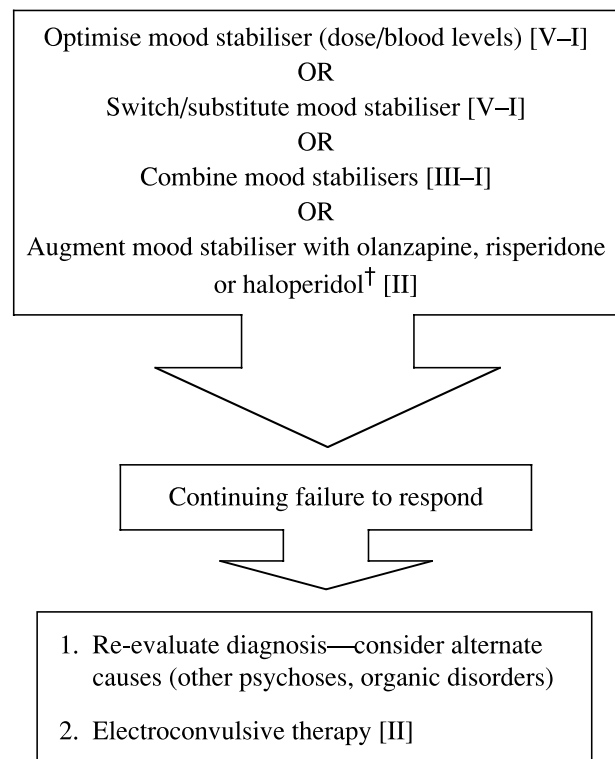 Optimise mood stabiliser (dose/blood levels) [V–I]
OR
Switch/substitute mood stabiliser [V–I]
OR
Combine mood stabilisers [III–I]
OR
Augment mood stabiliser with olanzapine, risperidone
or haloperidol† [II]
Continuing failure to respond
1. Re-evaluate diagnosis—consider alternate
causes (other psychoses, organic disorders)
2. Electroconvulsive therapy [II]